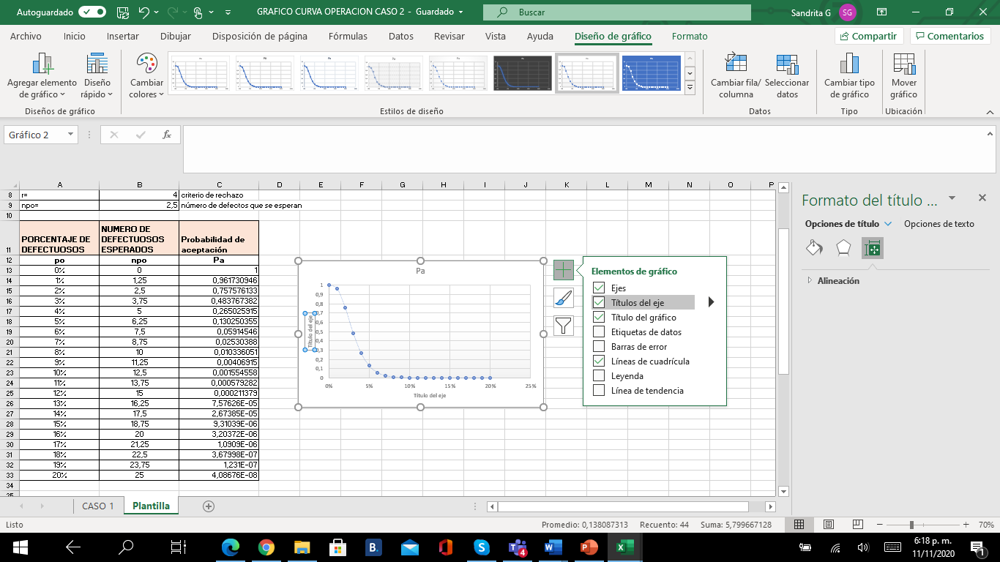 Autoguardado
GRAFICO CURVA OPERACION CASO 2 - Guardado
Buscar
Sandrita G
SG
Archivo Inicio Insertar Dibujar Disposición de página Fórmulas Datos Revisar Vista Ayuda Diseño de gráfico Formato
Compartir
Comentarios
Agregar elemento de gráfico
Diseño rápido
Cambiar colores
Cambiar fila/columna
Seleccionar datos
Cambiar tipo de gráfico
Mover gráfico
Diseños de gráfico
Estilos de diseño
Datos
Tipo
Ubicación
Gráfico 2
fx
A B C D E F G H I J K L M N O P
8 r= 4 criterio de rechazo
9 npo= 2,5 número de defectos que se esperan
10
11 PORCENTAJE DE DEFECTUOSOS NUMERO DE DEFECTUOSOS ESPERADOS Probabilidad de aceptación
12 po npo Pa
13 0% 0 1
14 1% 1,25 0,961730946
15 2% 2,5 0,757576133
16 3% 3,75 0,483767382
17 4% 5 0,265025915
18 5% 6,25 0,130250355
19 6% 7,5 0,05914546
20 7% 8,75 0,02530388
21 8% 10 0,010336051
22 9% 11,25 0,00406915
23 10% 12,5 0,001554558
24 11% 13,75 0,000579282
25 12% 15 0,000211379
26 13% 16,25 7,57626E-05
27 14% 17,5 2,67385E-05
28 15% 18,75 9,31039E-06
29 16% 20 3,20372E-06
30 17% 21,25 1,0909E-06
31 18% 22,5 3,67998E-07
32 19% 23,75 1,231E-07
33 20% 25 4,08676E-08
34
Pa
1
0,9
0,8
0,7
0,6
0,5
0,4
0,3
0,2
0,1
0
Título del eje
0% 5% 10% 15% 20% 25%
Título del eje
Elementos de gráfico
Ejes
Títulos del eje
Título del gráfico
Etiquetas de datos
Barras de error
Líneas de cuadrícula
Leyenda
Línea de tendencia
Formato del título ...
Opciones de título Opciones de texto
Alineación
CASO 1 Plantilla
Listo
Promedio: 0,138087313 Recuento: 44 Suma: 5,799667128
70%
B.
4
6:18 p. m.
11/11/2020
1